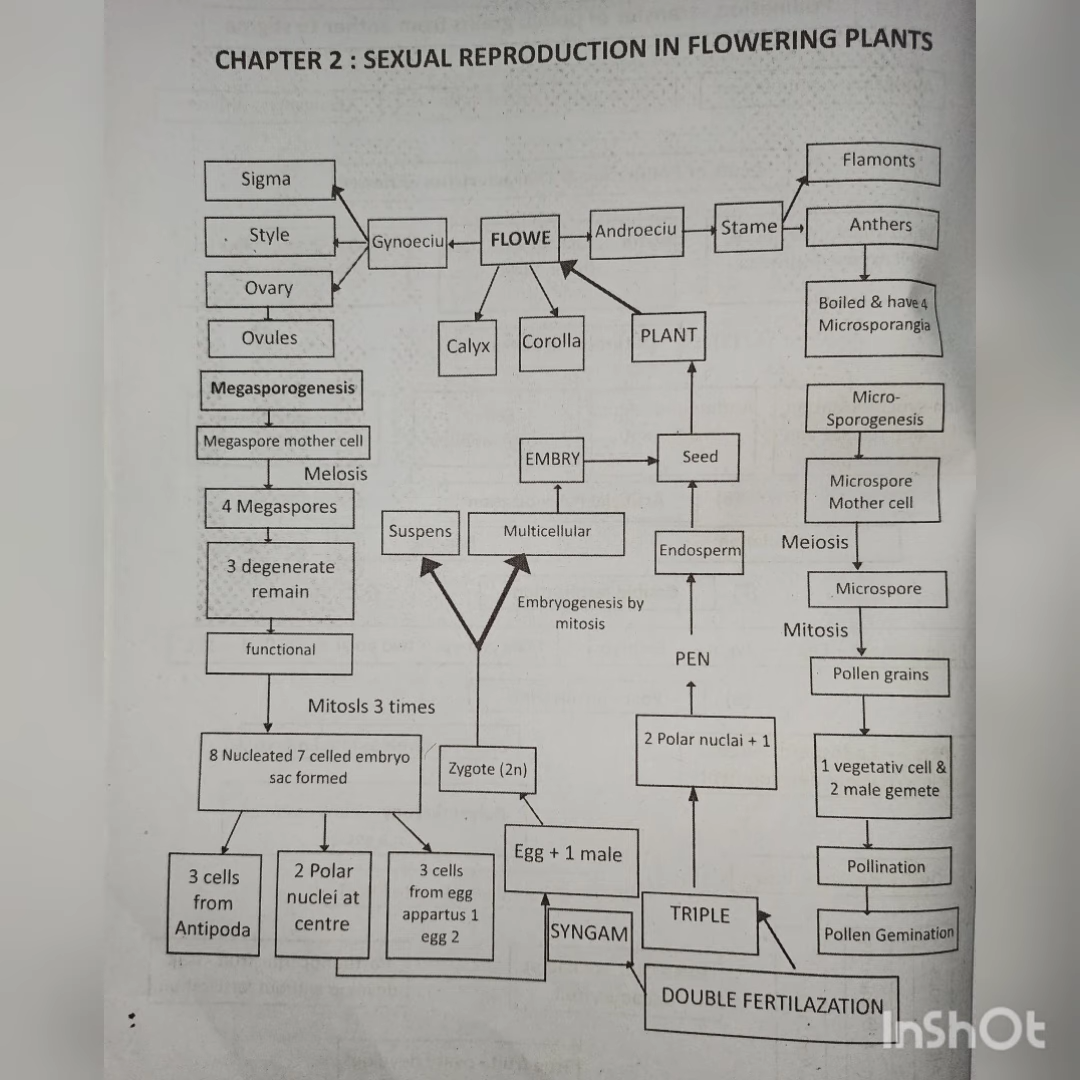 CHAPTER 2 : SEXUAL REPRODUCTION IN FLOWERING PLANTS
Sigma
Style
Ovary
Ovules
Gynoeciu
FLOWE
Androeciu
Stame
Flamonts
Anthers
Boiled & have 4
Microsporangia
Calyx
Corolla
PLANT
Megasporogenesis
Megaspore mother cell
Melosis
4 Megaspores
3 degenerate
remain
functional
Mitosls 3 times
8 Nucleated 7 celled embryo
sac formed
3 cells
from
Antipoda
2 Polar
nuclei at
centre
3 cells
from egg
appartus 1
egg 2
EMBRY
Seed
Suspens
Multicellular
Endosperm
Embryogenesis by
mitosis
PEN
2 Polar nuclai + 1
Zygote (2n)
Egg + 1 male
SYNGAM
TRIPLE
DOUBLE FERTILAZATION
Micro-
Sporogenesis
Microspore
Mother cell
Meiosis
Microspore
Mitosis
Pollen grains
1 vegetativ cell &
2 male gemete
Pollination
Pollen Gemination
InShOt